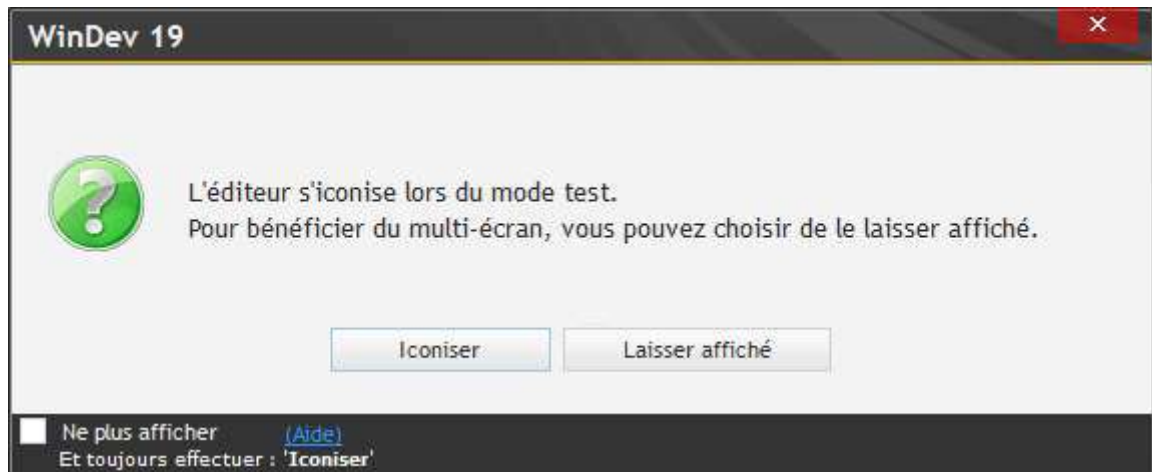 WinDev 19
L'éditeur s'iconise lors du mode test.
Pour bénéficier du multi-écran, vous pouvez choisir de le laisser affiché.
Iconiser
Laisser affiché
Ne plus afficher (Aide)
Et toujours effectuer : 'Iconiser'